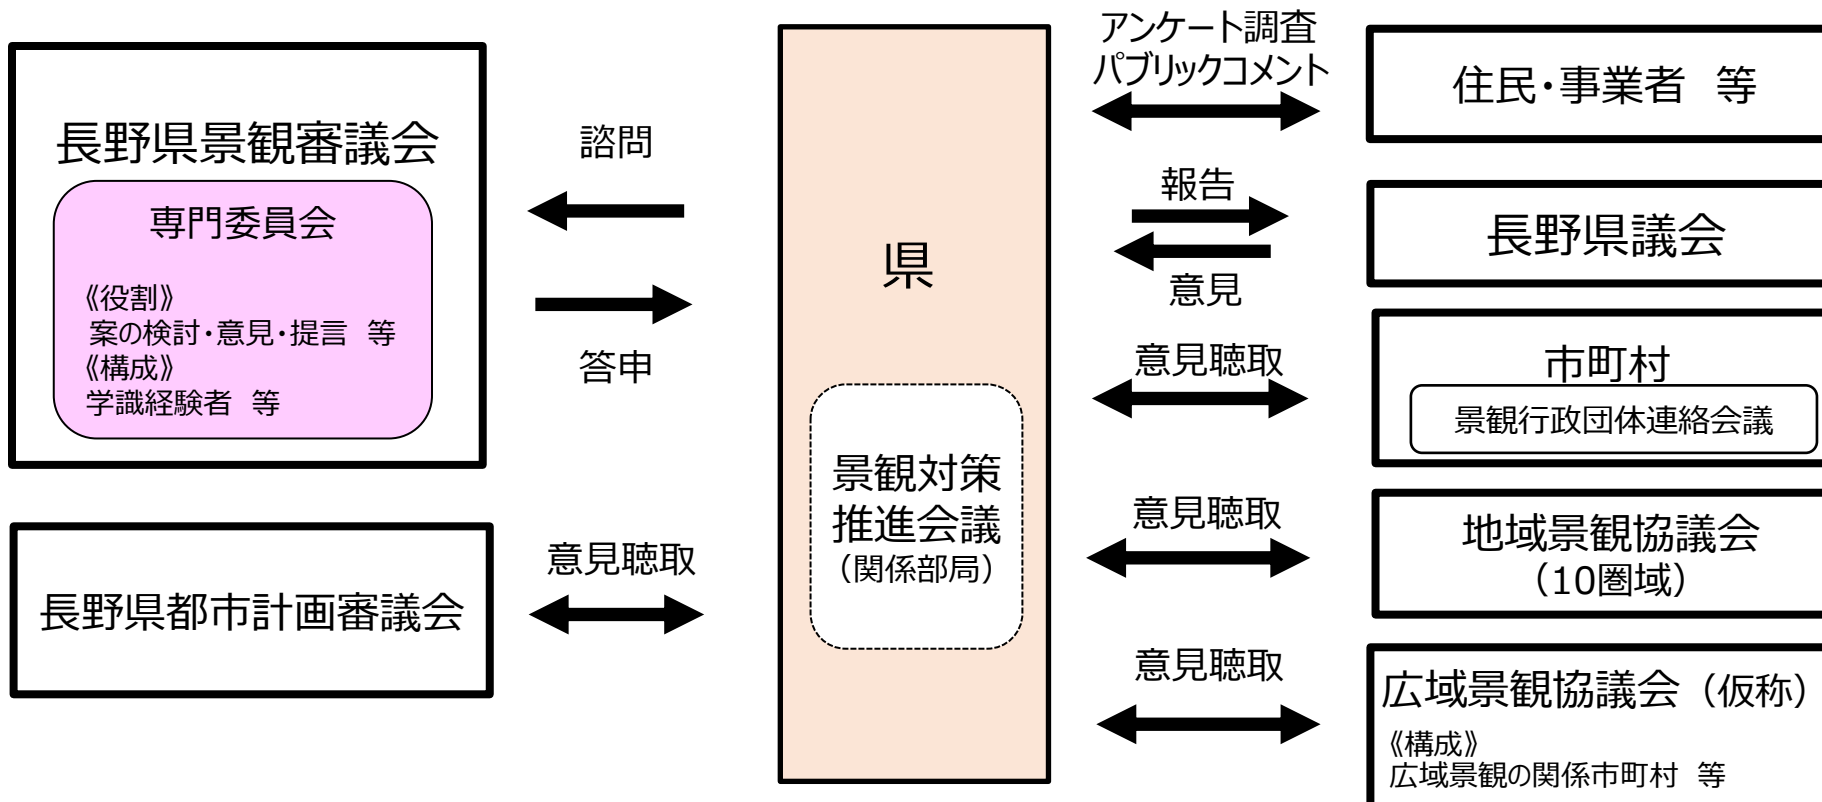 長野県景観審議会
専門委員会
《役割》
案の検討・意見・提言　等
《構成》
学識経験者　等
長野県都市計画審議会
諮問
答申
意見聴取
県
景観対策
推進会議
（関係部局）
アンケート調査
パブリックコメント
報告
意見
意見聴取
意見聴取
意見聴取
住民・事業者　等
長野県議会
市町村
景観行政団体連絡会議
地域景観協議会
（10圏域）
広域景観協議会（仮称）
《構成》
広域景観の関係市町村　等